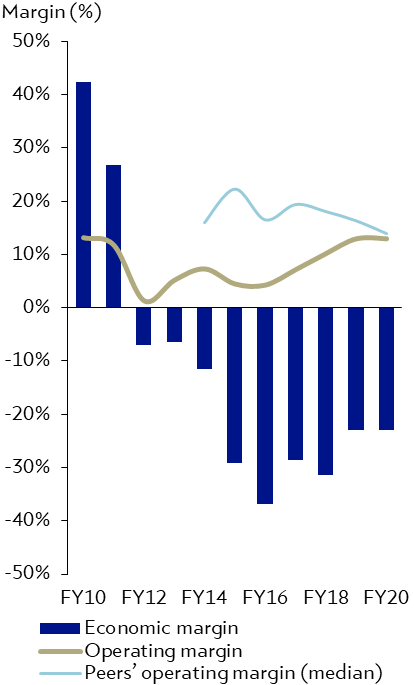 Margin (%)
50%
40%
30%
20%
10%
0%
-10%
-20%
-30%
-40%
-50%
FY10 FY12 FY14 FY16 FY18 FY20
Economic margin
Operating margin
Peers’ operating margin (median)